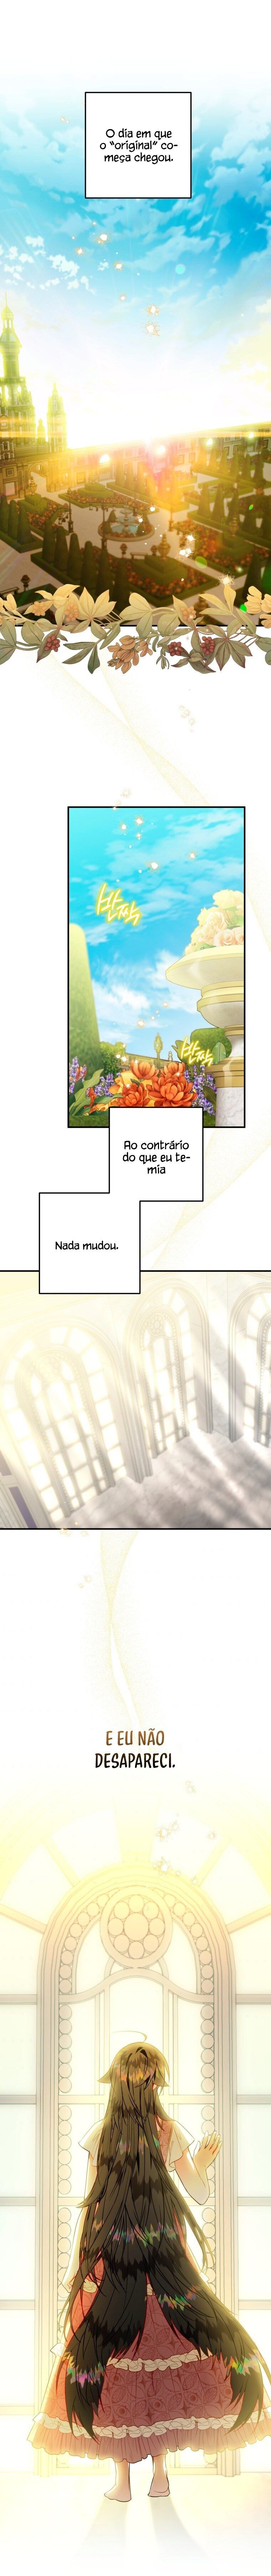 O dia em que
o "original" co-
meça chegou.
반짝
반짝
Ao contrário
do que eu te-
mia
Nada mudou.
E EU NÃO
DESAPARECI.